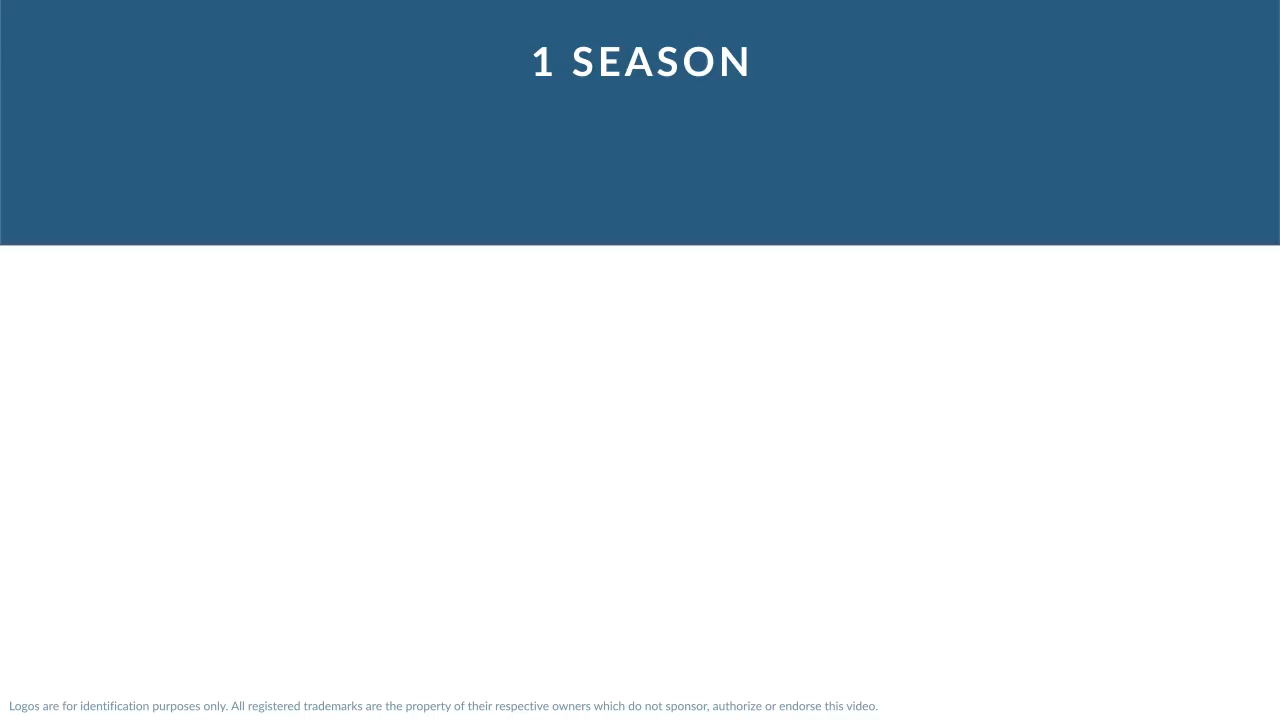 1 SEASON
Logos are for identification purposes only. All registered trademarks are the property of their respective owners which do not sponsor, authorize or endorse this video.